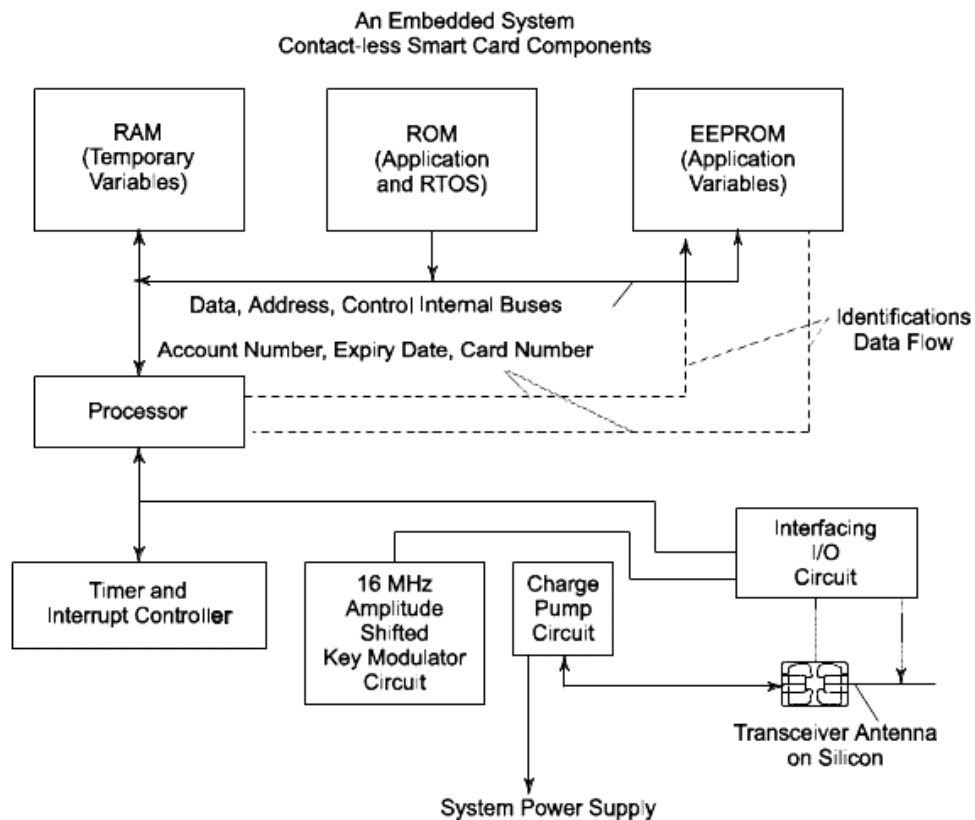 An Embedded System
Contact-less Smart Card Components
RAM
(Temporary
Variables)
ROM
(Application
and RTOS)
EEPROM
(Application
Variables)
Data, Address, Control Internal Buses
Account Number, Expiry Date, Card Number
Identifications
Data Flow
Processor
Timer and
Interrupt Controller
16 MHz
Amplitude
Shifted
Key Modulator
Circuit
Charge
Pump
Circuit
Interfacing
I/O
Circuit
Transceiver Antenna
on Silicon
System Power Supply